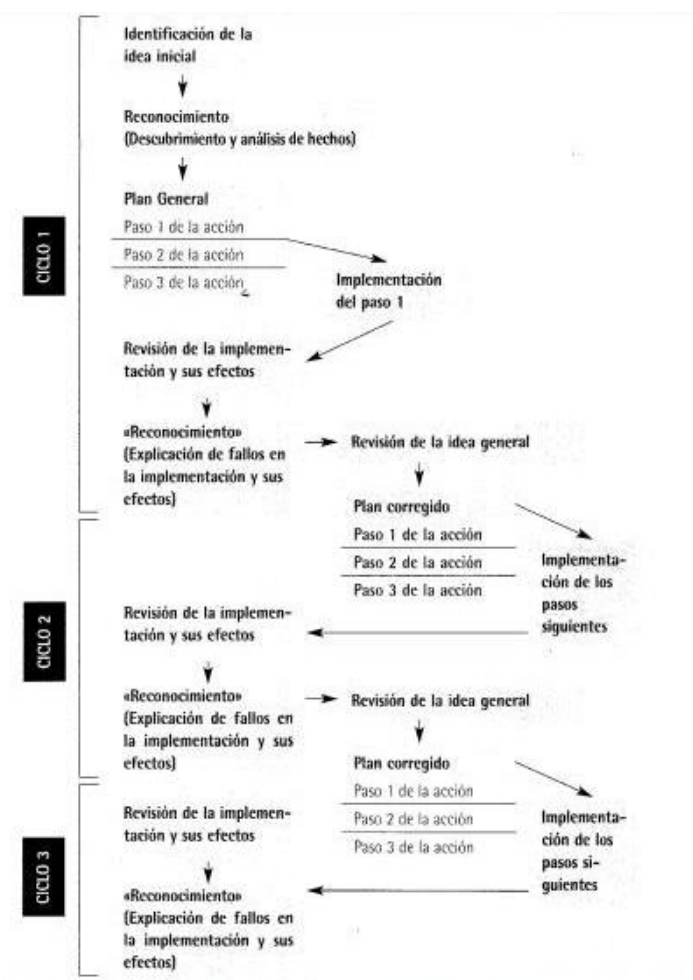 CICLO 1
Identificación de la
idea inicial
Reconocimiento
(Descubrimiento y análisis de hechos)
Plan General
Paso 1 de la acción
Paso 2 de la acción
Paso 3 de la acción
Implementación
del paso 1
Revisión de la implemen-
tación y sus efectos
«Reconocimiento»
(Explicación de fallos en
la implementación y sus
efectos)
Revisión de la idea general
Plan corregido
Paso 1 de la acción
Paso 2 de la acción
Paso 3 de la acción
Implementa-
ción de los
pasos
siguientes
CICLO 2
Revisión de la implemen-
tación y sus efectos
«Reconocimiento»
(Explicación de fallos en
la implementación y sus
efectos)
Revisión de la idea general
Plan corregido
Paso 1 de la acción
Paso 2 de la acción
Paso 3 de la acción
Implementa-
ción de los
pasos si-
guientes
CICLO 3
Revisión de la implemen-
tación y sus efectos
«Reconocimiento»
(Explicación de fallos en
la implementación y sus
efectos)